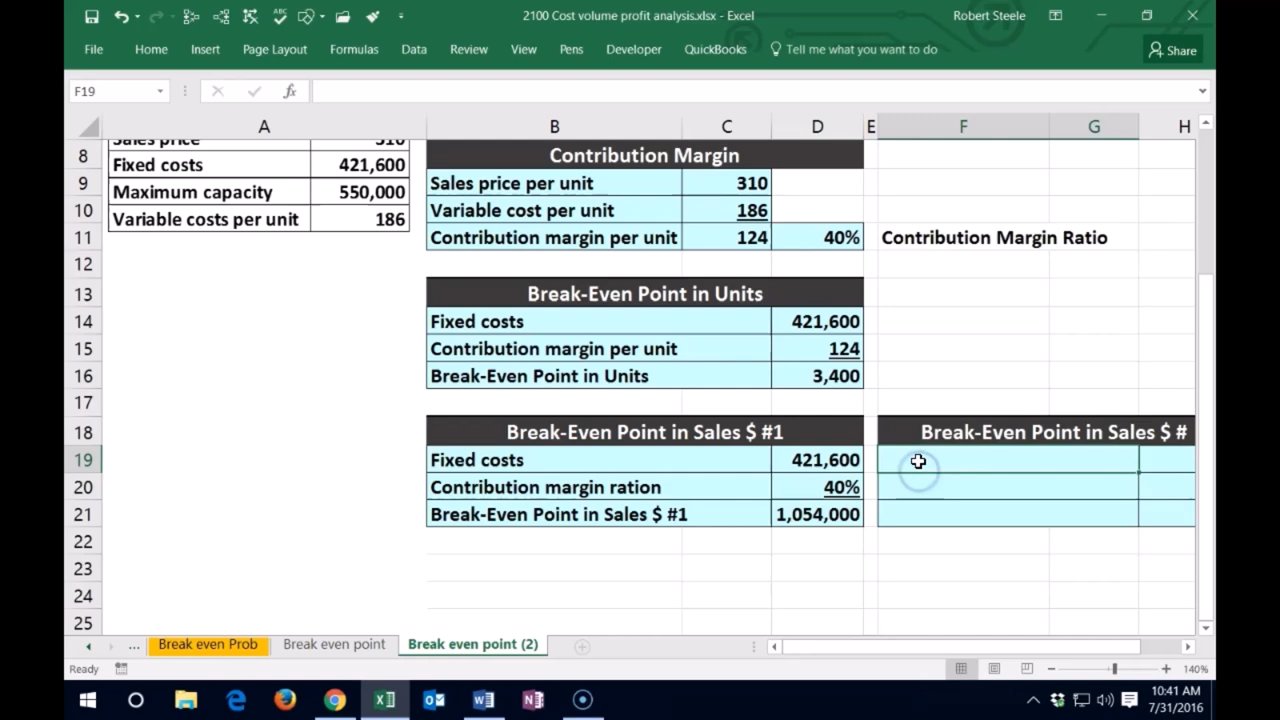 2100 Cost volume profit analysis.xlsx - Excel
Robert Steele
File Home Insert Page Layout Formulas Data Review View Pens Developer QuickBooks Tell me what you want to do Share
F19
fx
A B C D E F G H
Sales price 310
8 Contribution Margin
Fixed costs 421,600
9 Sales price per unit 310
Maximum capacity 550,000
10 Variable cost per unit 186
Variable costs per unit 186
11 Contribution margin per unit 124 40% Contribution Margin Ratio
12
13 Break-Even Point in Units
14 Fixed costs 421,600
15 Contribution margin per unit 124
16 Break-Even Point in Units 3,400
17
18 Break-Even Point in Sales $ #1 Break-Even Point in Sales $ #
19 Fixed costs 421,600
20 Contribution margin ration 40%
21 Break-Even Point in Sales $ #1 1,054,000
22
23
24
25
... Break even Prob Break even point Break even point (2)
Ready 140%
10:41 AM
7/31/2016